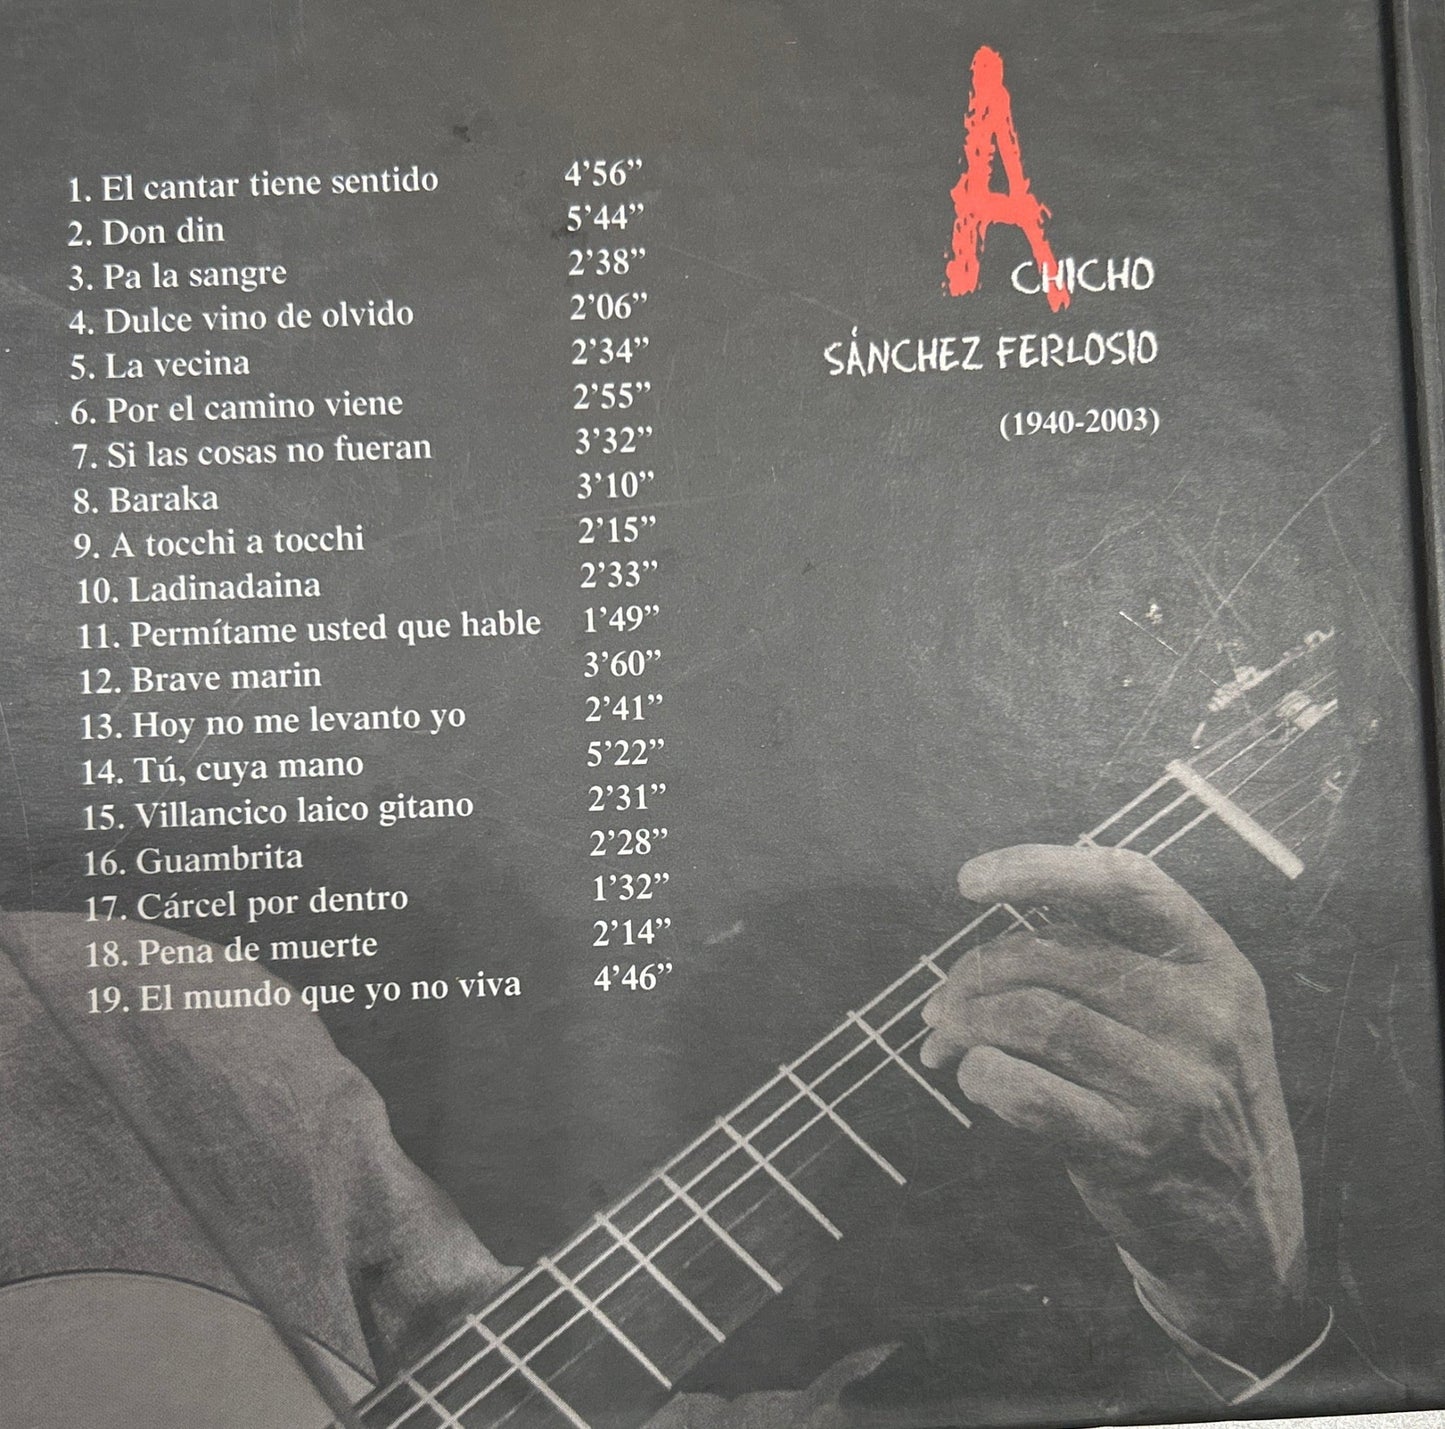 1. El cantar tiene sentido 4’56”
2. Don din 5’44”
3. Pa la sangre 2’38”
4. Dulce vino de olvido 2’06”
5. La vecina 2’34”
6. Por el camino viene 2’55”
7. Si las cosas no fueran 3’32”
8. Baraka 3’10”
9. A tocchi a tocchi 2’15”
10. Ladinadaina 2’33”
11. Permítame usted que hable 1’49”
12. Brave marin 3’60”
13. Hoy no me levanto yo 2’41”
14. Tú, cuya mano 5’22”
15. Villancico laico gitano 2’31”
16. Guambrita 2’28”
17. Cárcel por dentro 1’32”
18. Pena de muerte 2’14”
19. El mundo que yo no viva 4’46”
A CHICHO
SÁNCHEZ FERLOSIO
(1940-2003)